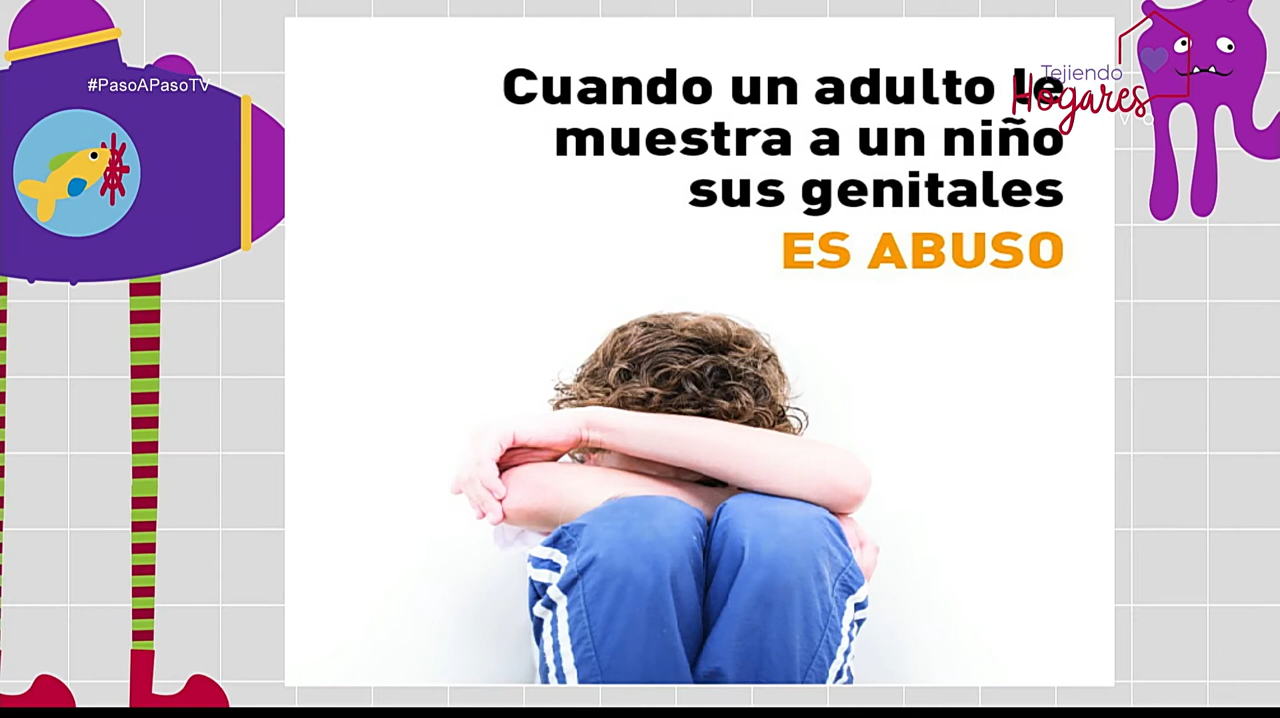 #PasoAPasoTV
Cuando un adulto le
muestra a un niño
sus genitales
ES ABUSO
Tejiendo
Hogares